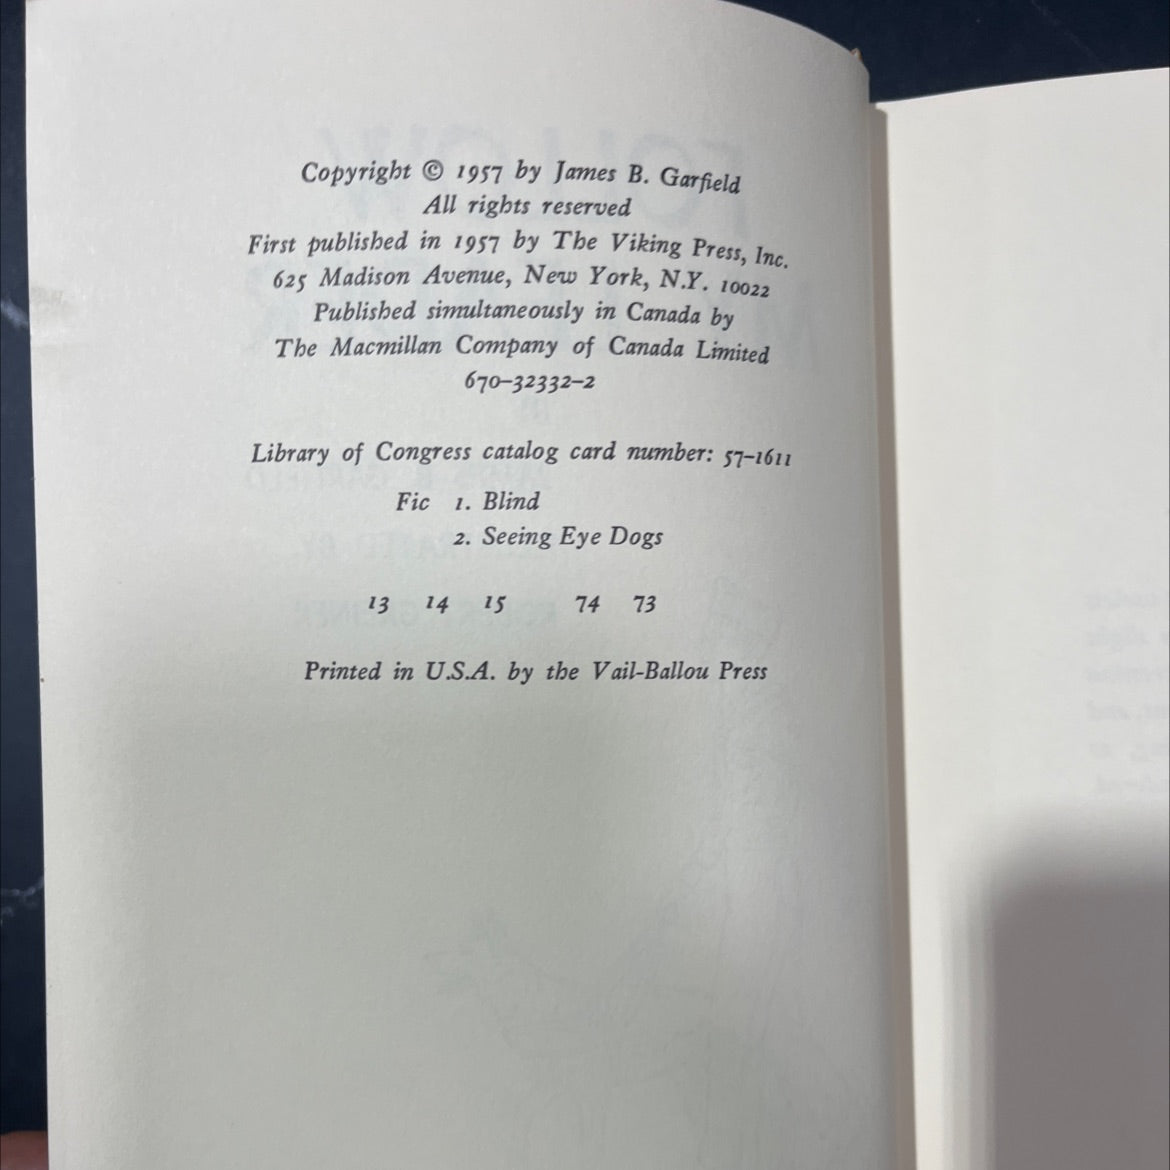 Copyright © 1957 by James B. Garfield
All rights reserved
First published in 1957 by The Viking Press, Inc.
625 Madison Avenue, New York, N.Y. 10022
Published simultaneously in Canada by
The Macmillan Company of Canada Limited
670–32332–2
Library of Congress catalog card number: 57–1611
Fic 1. Blind
2. Seeing Eye Dogs
13 14 15 74 73
Printed in U.S.A. by the Vail-Ballou Press